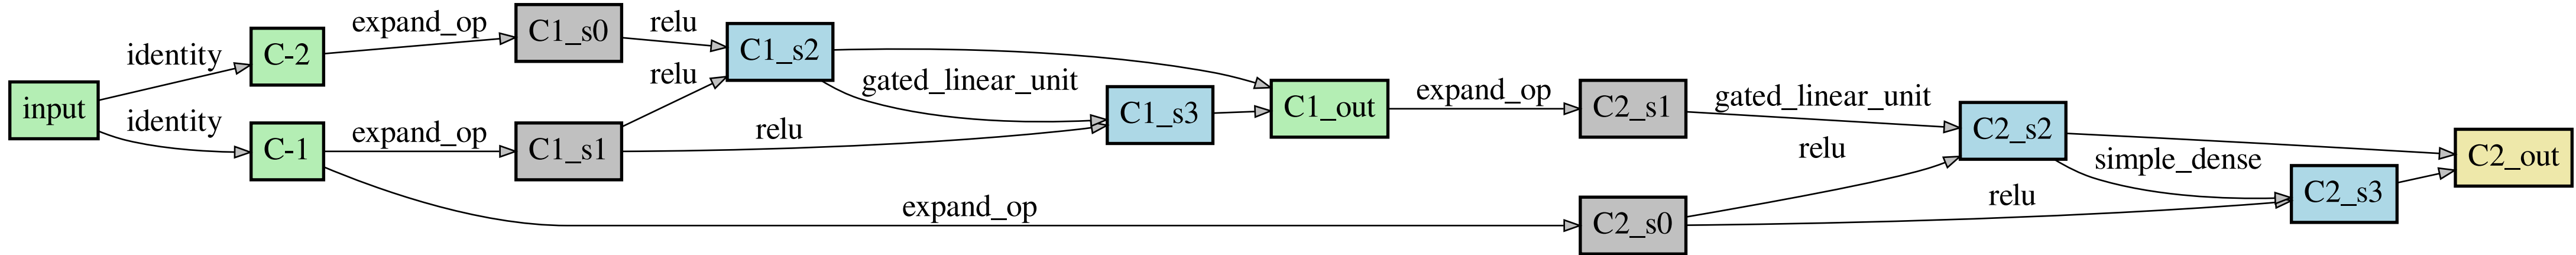 input
identity
identity
C-2
C-1
expand_op
expand_op
expand_op
C1_s0
C1_s1
relu
relu
relu
C1_s2
gated_linear_unit
C1_s3
C1_out
expand_op
C2_s1
C2_s0
gated_linear_unit
relu
relu
C2_s2
simple_dense
C2_s3
C2_out